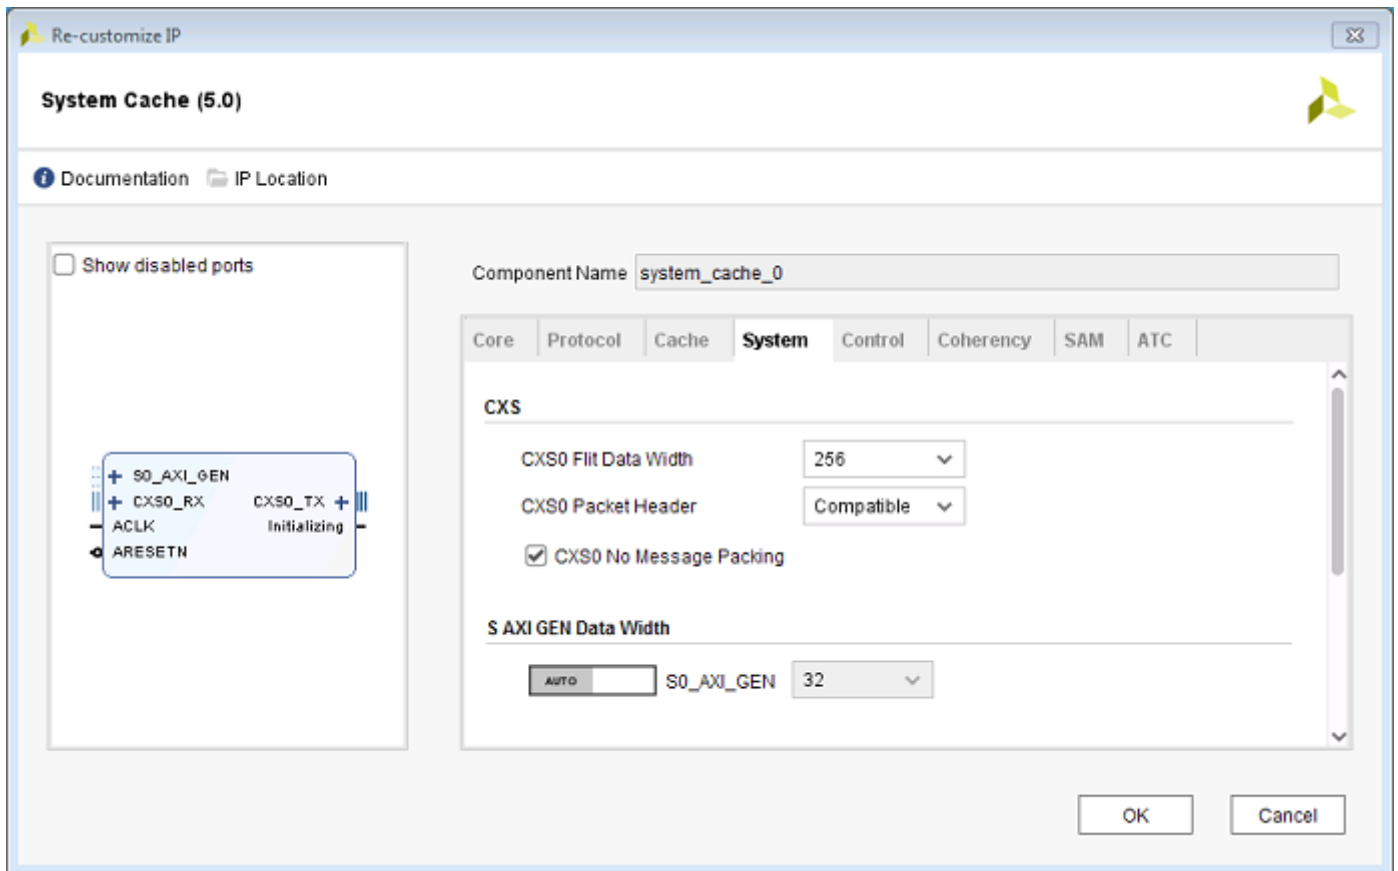 Re-customize IP
System Cache (5.0)
Documentation IP Location
Show disabled ports
S0_AXI_GEN
CXS0_RX CXS0_TX
ACLK Initializing
ARESETN
Component Name system_cache_0
Core Protocol Cache System Control Coherency SAM ATC
CXS
CXS0 Flit Data Width 256
CXS0 Packet Header Compatible
CXS0 No Message Packing
S AXI GEN Data Width
AUTO S0_AXI_GEN 32
OK Cancel